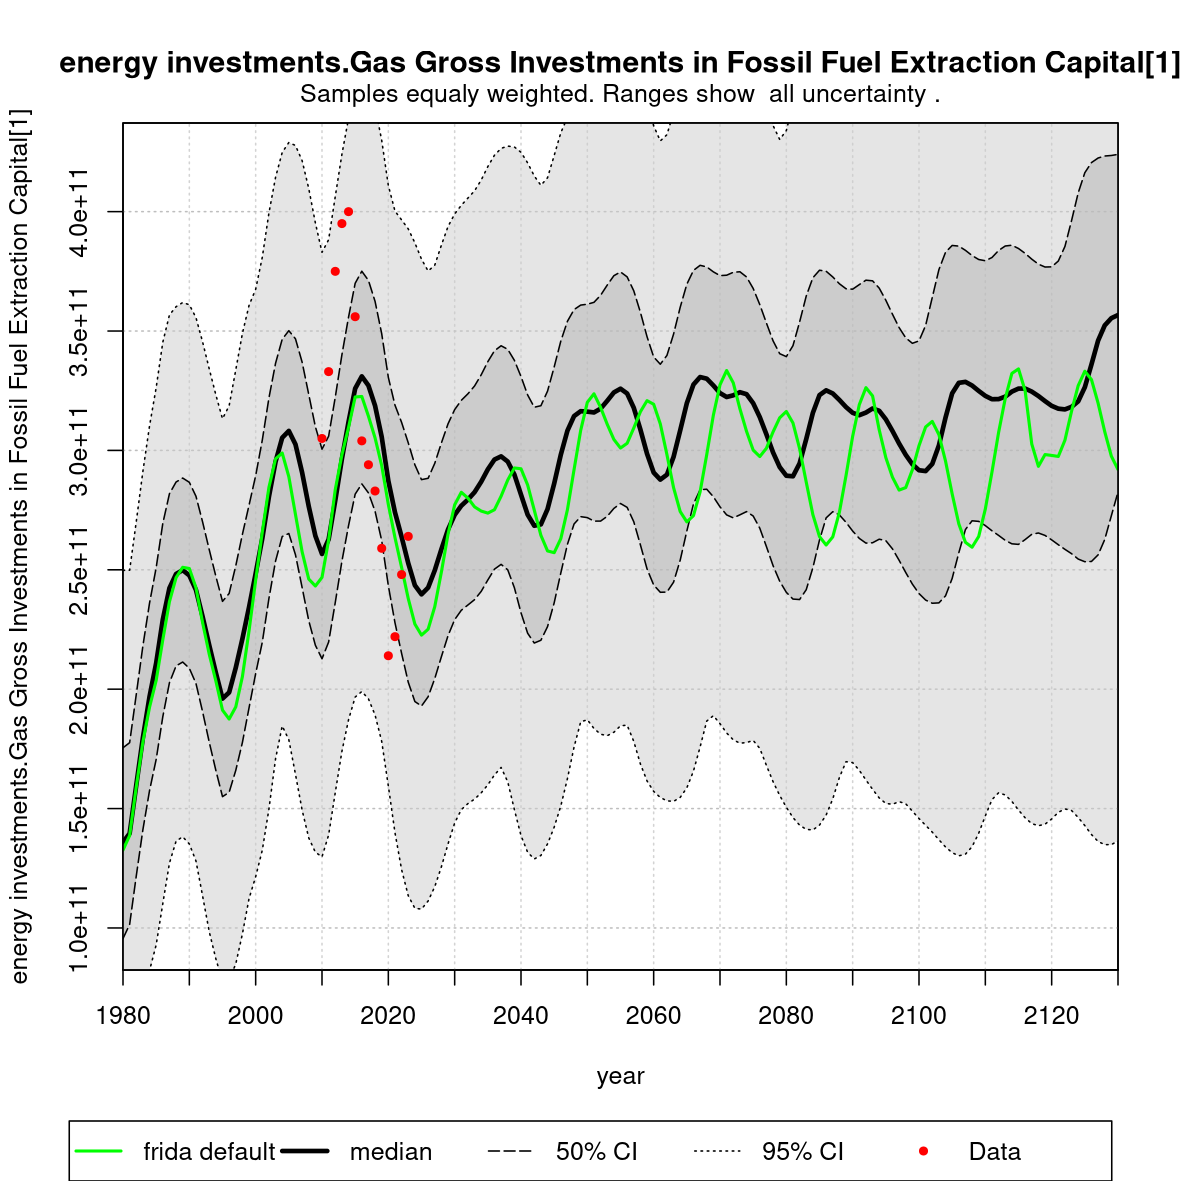 energy investments.Gas Gross Investments in Fossil Fuel Extraction Capital[1]
Samples equaly weighted. Ranges show  all uncertainty .
energy investments.Gas Gross Investments in Fossil Fuel Extraction Capital[1]
4.0e+11
3.5e+11
3.0e+11
2.5e+11
2.0e+11
1.5e+11
1.0e+11
1980 2000 2020 2040 2060 2080 2100 2120
year
frida default median 50% CI 95% CI Data